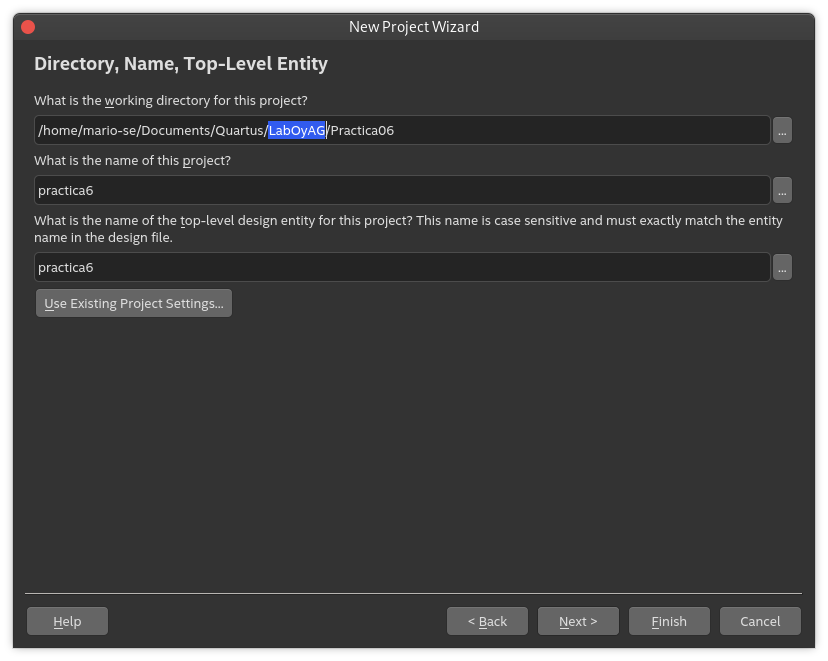 New Project Wizard
Directory, Name, Top-Level Entity
What is the working directory for this project?
/home/mario-se/Documents/Quartus/LabOyAG/Practica06
...
What is the name of this project?
practica6
...
What is the name of the top-level design entity for this project? This name is case sensitive and must exactly match the entity
name in the design file.
practica6
...
Use Existing Project Settings...
Help
< Back
Next >
Finish
Cancel